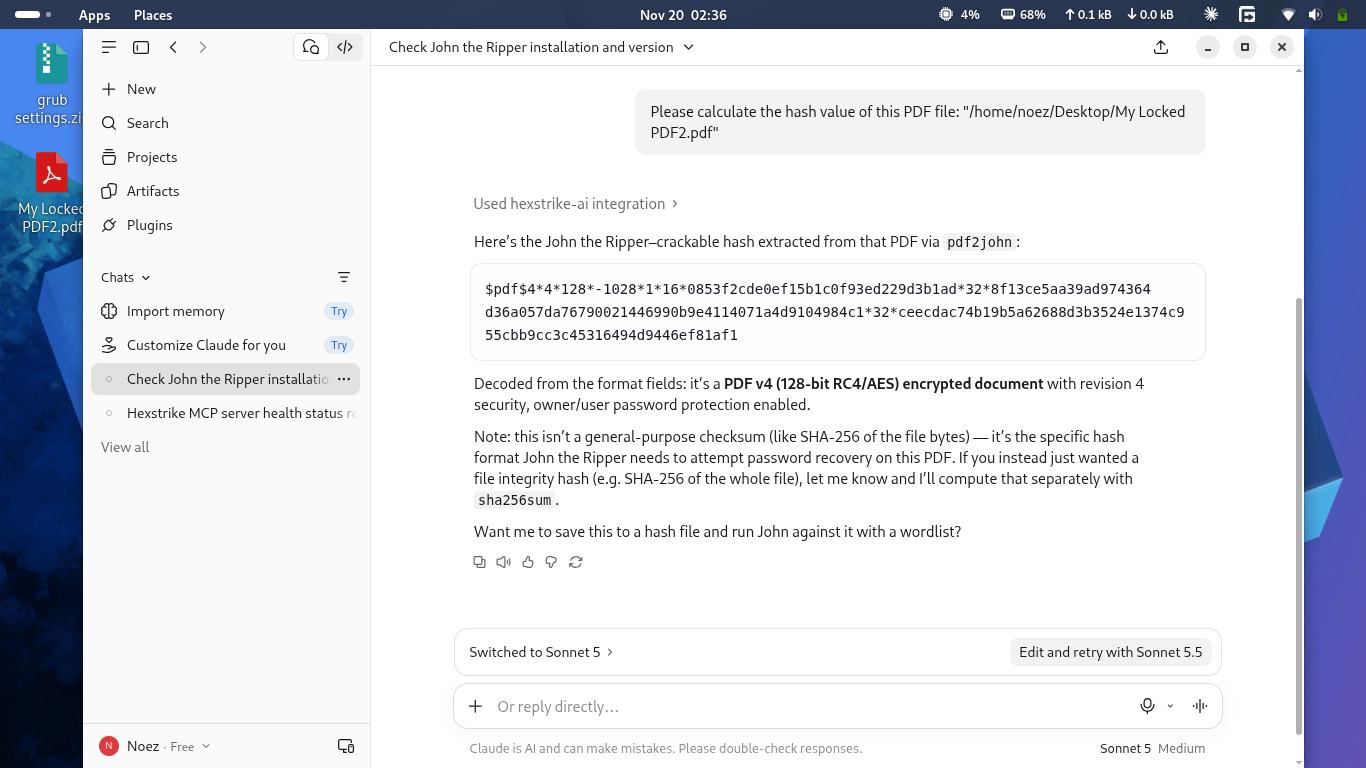 Apps Places Nov 20 02:36 4% 68% 0.1 kB 0.0 kB
grub
settings.zi
My Locked
PDF2.pdf
New
Search
Projects
Artifacts
Plugins
Chats
Import memory Try
Customize Claude for you Try
Check John the Ripper installatio
Hexstrike MCP server health status re
View all
N Noez · Free
Check John the Ripper installation and version
Please calculate the hash value of this PDF file: "/home/noez/Desktop/My Locked
PDF2.pdf"
Used hexstrike-ai integration
Here’s the John the Ripper–crackable hash extracted from that PDF via pdf2john:
$pdf$4*4*128*-1028*1*16*0853f2cde0ef15b1c0f93ed229d3b1ad*32*8f13ce5aa39ad974364
d36a057da76790021446990b9e4114071a4d9104984c1*32*ceecdac74b19b5a62688d3b3524e1374c9
55cbb9cc3c45316494d9446ef81af1
Decoded from the format fields: it’s a PDF v4 (128-bit RC4/AES) encrypted document with revision 4
security, owner/user password protection enabled.
Note: this isn’t a general-purpose checksum (like SHA-256 of the file bytes) — it’s the specific hash
format John the Ripper needs to attempt password recovery on this PDF. If you instead just wanted a
file integrity hash (e.g. SHA-256 of the whole file), let me know and I’ll compute that separately with
sha256sum.
Want me to save this to a hash file and run John against it with a wordlist?
Switched to Sonnet 5 Edit and retry with Sonnet 5.5
Or reply directly…
Claude is AI and can make mistakes. Please double-check responses. Sonnet 5 Medium